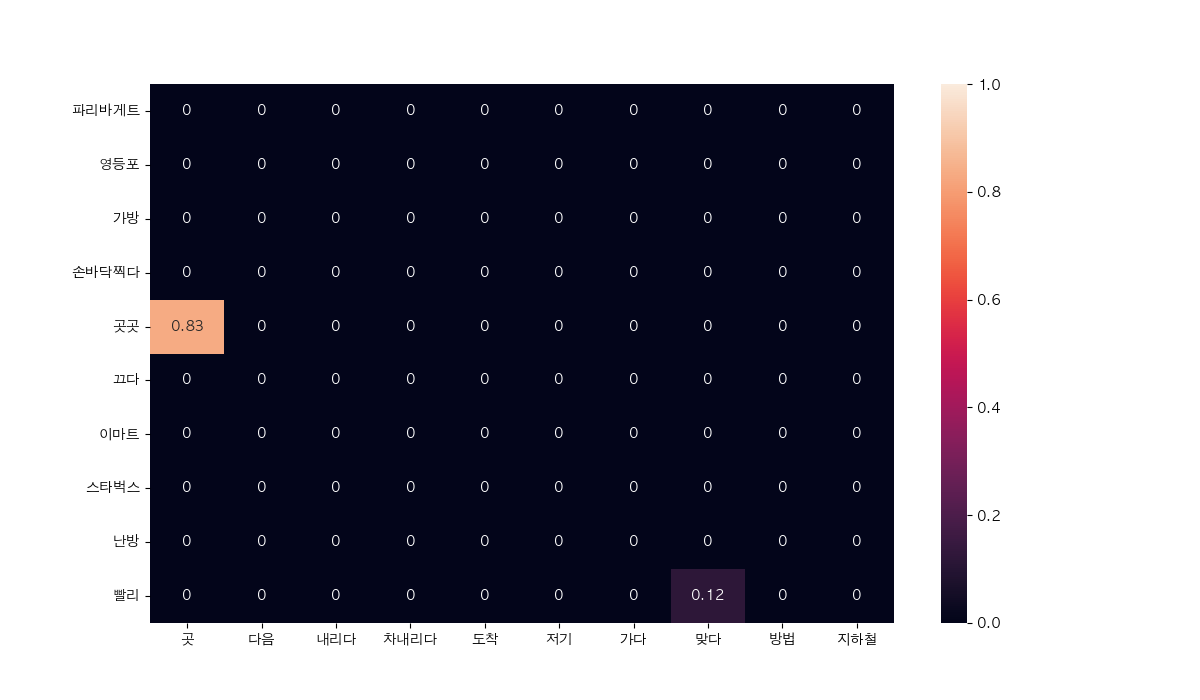 파리바게트 0 0 0 0 0 0 0 0 0 0 1.0
영등포 0 0 0 0 0 0 0 0 0 0
가방 0 0 0 0 0 0 0 0 0 0 0.8
손바닥찍다 0 0 0 0 0 0 0 0 0 0
곳곳 0.83 0 0 0 0 0 0 0 0 0 0.6
끄다 0 0 0 0 0 0 0 0 0 0
이마트 0 0 0 0 0 0 0 0 0 0 0.4
스타벅스 0 0 0 0 0 0 0 0 0 0
난방 0 0 0 0 0 0 0 0 0 0 0.2
빨리 0 0 0 0 0 0 0 0.12 0 0 0.0
곳 다음 내리다 차내리다 도착 저기 가다 맞다 방법 지하철